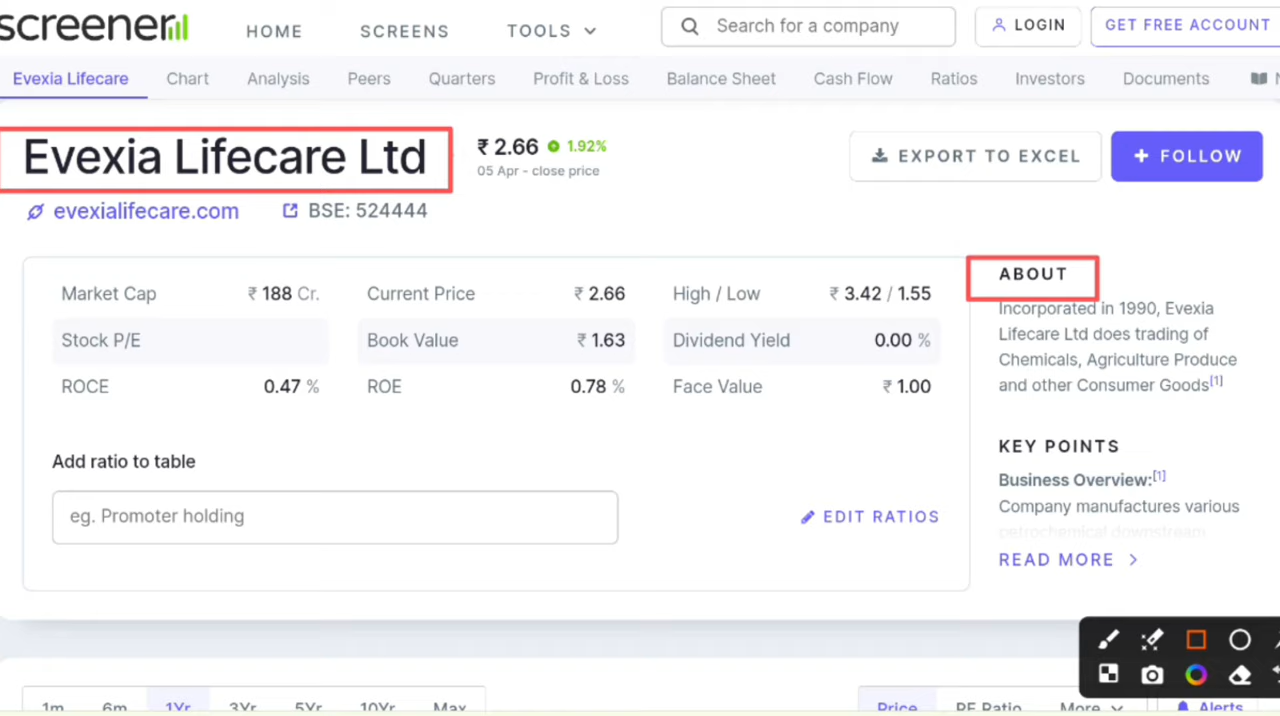 screener
HOME SCREENS TOOLS Search for a company LOGIN GET FREE ACCOUNT
Evexia Lifecare Chart Analysis Peers Quarters Profit & Loss Balance Sheet Cash Flow Ratios Investors Documents
Evexia Lifecare Ltd
₹ 2.66 1.92%
05 Apr - close price
EXPORT TO EXCEL + FOLLOW
evexialifecare.com BSE: 524444
Market Cap ₹ 188 Cr. Current Price ₹ 2.66 High / Low ₹ 3.42 / 1.55
Stock P/E Book Value ₹ 1.63 Dividend Yield 0.00 %
ROCE 0.47 % ROE 0.78 % Face Value ₹ 1.00
Add ratio to table
eg. Promoter holding
EDIT RATIOS
ABOUT
Incorporated in 1990, Evexia
Lifecare Ltd does trading of
Chemicals, Agriculture Produce
and other Consumer Goods[1]
KEY POINTS
Business Overview:[1]
Company manufactures various
petrochemical downstream
READ MORE
1m 6m 1Yr 3Yr 5Yr 10Yr Max Price PE Ratio More Alerts